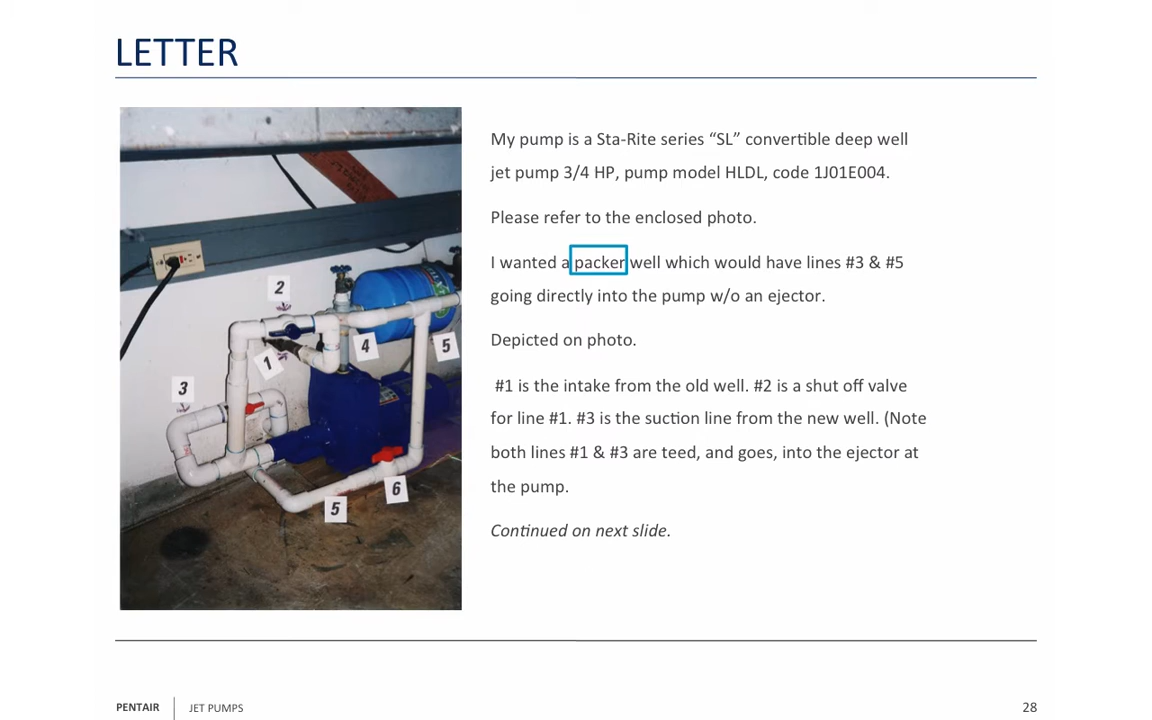 LETTER
My pump is a Sta-Rite series “SL” convertible deep well
jet pump 3/4 HP, pump model HLDL, code 1J01E004.
Please refer to the enclosed photo.
I wanted a packer well which would have lines #3 & #5
going directly into the pump w/o an ejector.
Depicted on photo.
#1 is the intake from the old well. #2 is a shut off valve
for line #1. #3 is the suction line from the new well. (Note
both lines #1 & #3 are teed, and goes, into the ejector at
the pump.
Continued on next slide.
2
1
4
5
3
6
5
PENTAIR
JET PUMPS
28